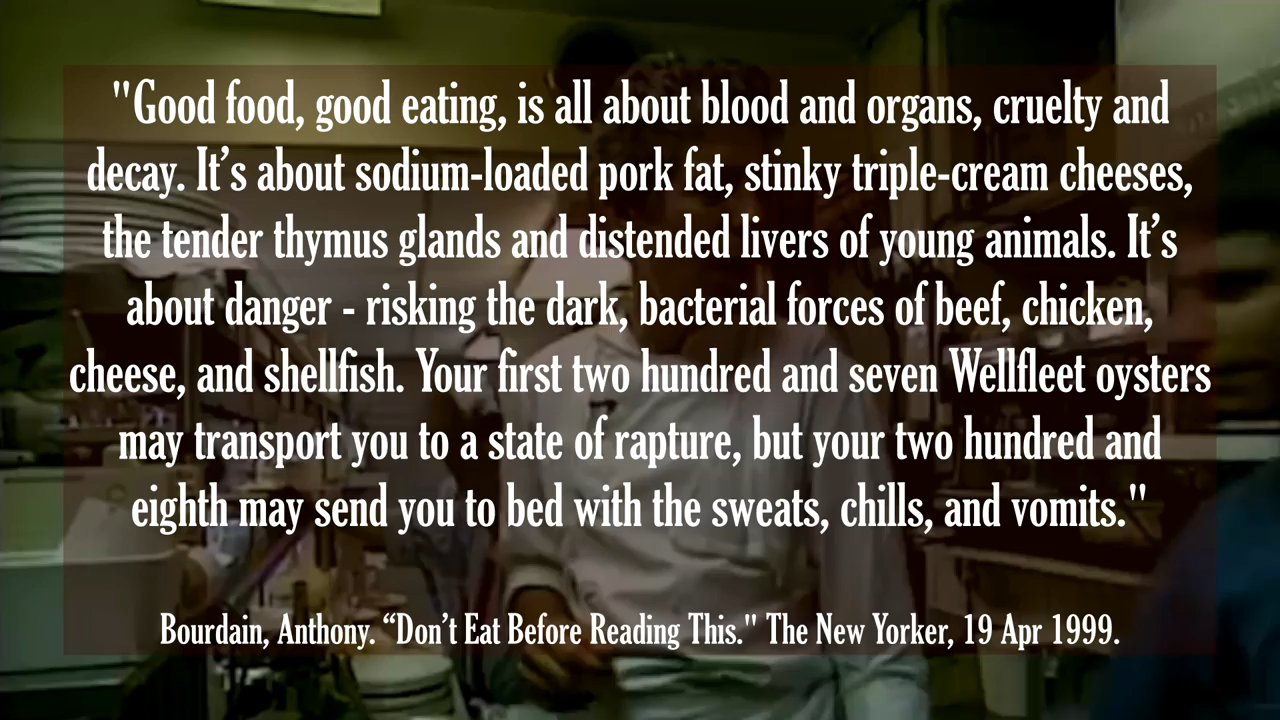 "Good food, good eating, is all about blood and organs, cruelty and
decay. It’s about sodium-loaded pork fat, stinky triple-cream cheeses,
the tender thymus glands and distended livers of young animals. It’s
about danger - risking the dark, bacterial forces of beef, chicken,
cheese, and shellfish. Your first two hundred and seven Wellfleet oysters
may transport you to a state of rapture, but your two hundred and
eighth may send you to bed with the sweats, chills, and vomits."
Bourdain, Anthony. “Don’t Eat Before Reading This." The New Yorker, 19 Apr 1999.